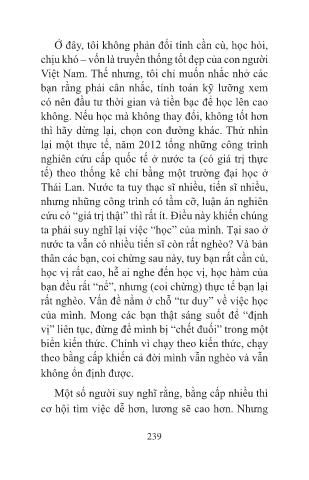 Ở đây, tôi không phản đối tính cần cù, học hỏi,
chịu khó – vốn là truyền thống tốt đẹp của con người
Việt Nam. Thế nhưng, tôi chỉ muốn nhắc nhở các
bạn rằng phải cân nhắc, tính toán kỹ lưỡng xem
có nên đầu tư thời gian và tiền bạc để học lên cao
không. Nếu học mà không thay đổi, không tốt hơn
thì hãy dừng lại, chọn con đường khác. Thử nhìn
lại một thực tế, năm 2012 tổng những công trình
nghiên cứu cấp quốc tế ở nước ta (có giá trị thực
tế) theo thống kê chỉ bằng một trường đại học ở
Thái Lan. Nước ta tuy thạc sĩ nhiều, tiến sĩ nhiều,
nhưng những công trình có tầm cỡ, luận án nghiên
cứu có “giá trị thật” thì rất ít. Điều này khiến chúng
ta phải suy nghĩ lại việc “học” của mình. Tại sao ở
nước ta vẫn có nhiều tiến sĩ còn rất nghèo? Và bản
thân các bạn, coi chừng sau này, tuy bạn rất cần cù,
học vị rất cao, hễ ai nghe đến học vị, học hàm của
bạn đều rất “nể”, nhưng (coi chừng) thực tế bạn lại
rất nghèo. Vấn đề nằm ở chỗ “tư duy” về việc học
của mình. Mong các bạn thật sáng suốt để “định
vị” liên tục, đừng để mình bị “chết đuối” trong một
biển kiến thức. Chính vì chạy theo kiến thức, chạy
theo bằng cấp khiến cả đời mình vẫn nghèo và vẫn
không ổn định được.
Một số người suy nghĩ rằng, bằng cấp nhiều thì
cơ hội tìm việc dễ hơn, lương sẽ cao hơn. Nhưng
239